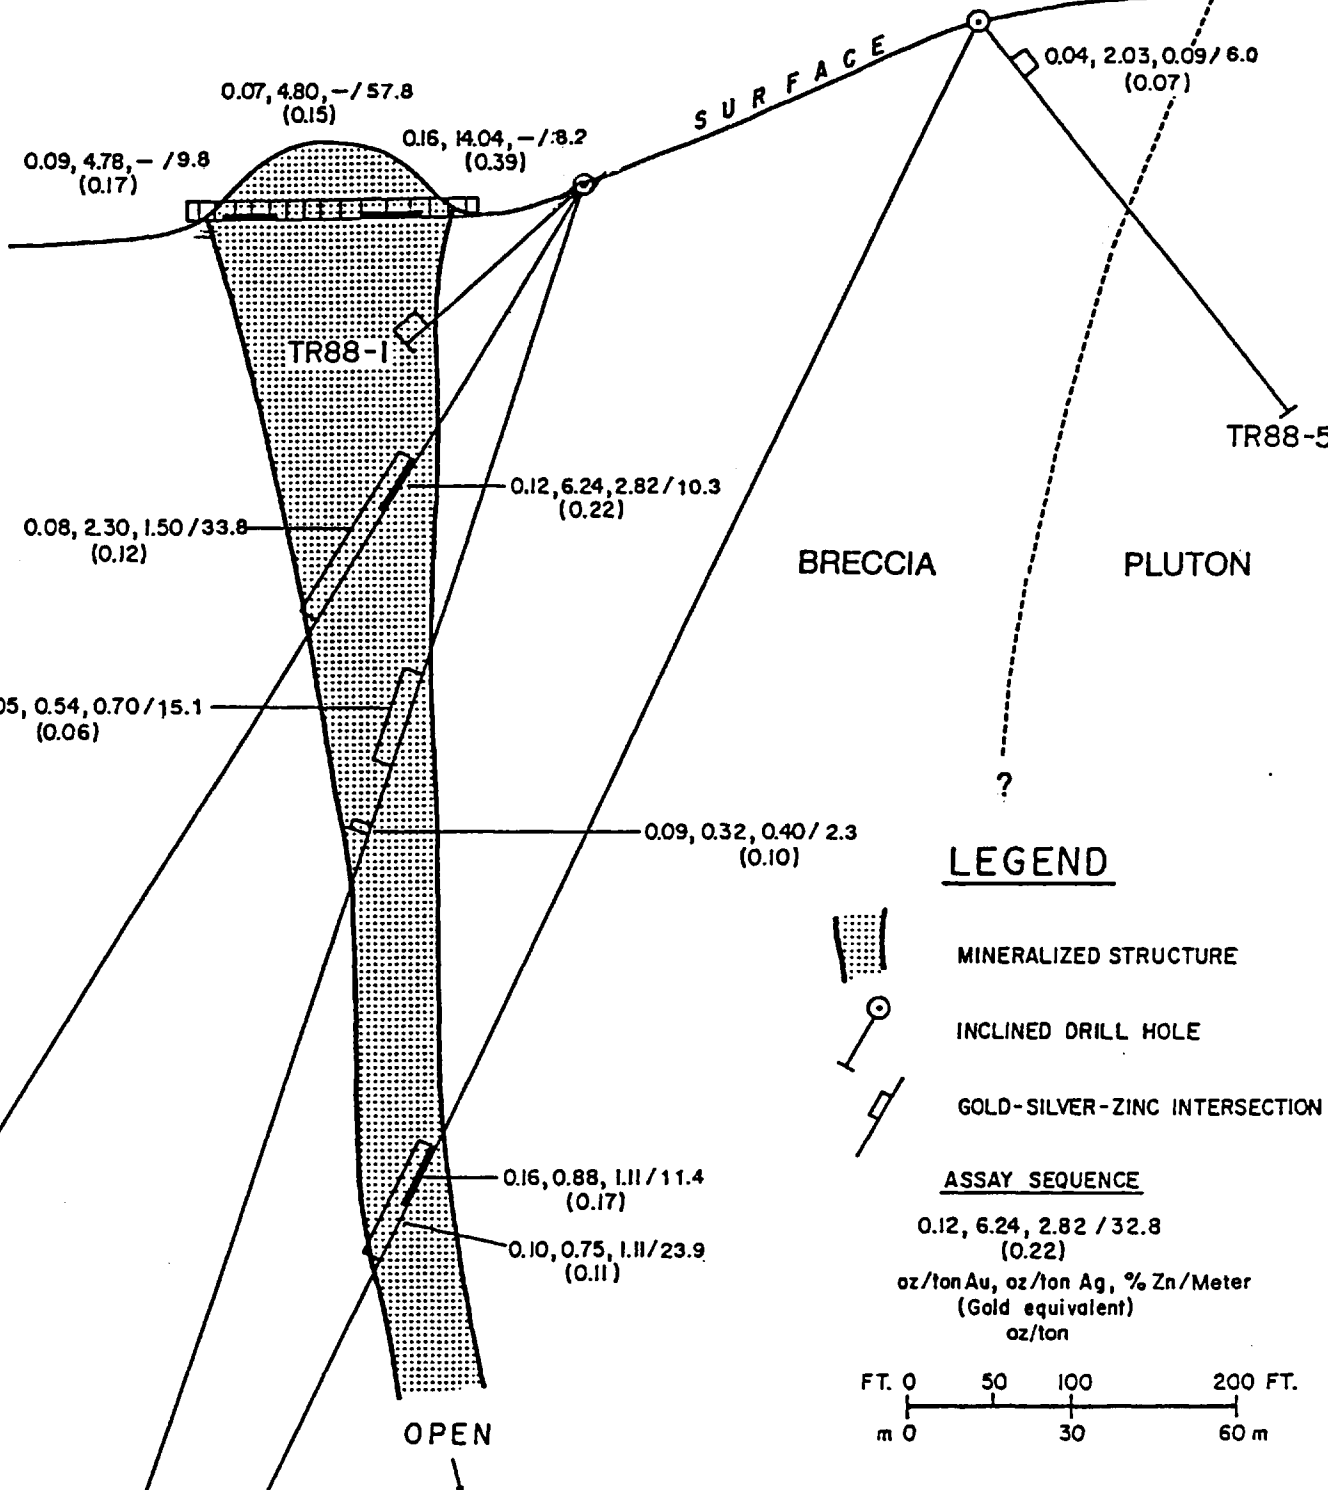 0.07, 4.80, –/57.8
(0.15)
0.16, 14.04, –/8.2
(0.39)
0.09, 4.78, – /9.8
(0.17)
SURFACE
0.04, 2.03, 0.09/6.0
(0.07)
TR88-1
TR88-5
0.12, 6.24, 2.82/10.3
(0.22)
0.08, 2.30, 1.50/33.8
(0.12)
BRECCIA
PLUTON
05, 0.54, 0.70/15.1
(0.06)
?
0.09, 0.32, 0.40/2.3
(0.10)
LEGEND
MINERALIZED STRUCTURE
INCLINED DRILL HOLE
GOLD-SILVER-ZINC INTERSECTION
0.16, 0.88, 1.11/11.4
(0.17)
0.10, 0.75, 1.11/23.9
(0.11)
ASSAY SEQUENCE
0.12, 6.24, 2.82 /32.8
(0.22)
oz/ton Au, oz/ton Ag, % Zn/Meter
(Gold equivalent)
oz/ton
FT. 0 50 100 200 FT.
m 0 30 60 m
OPEN